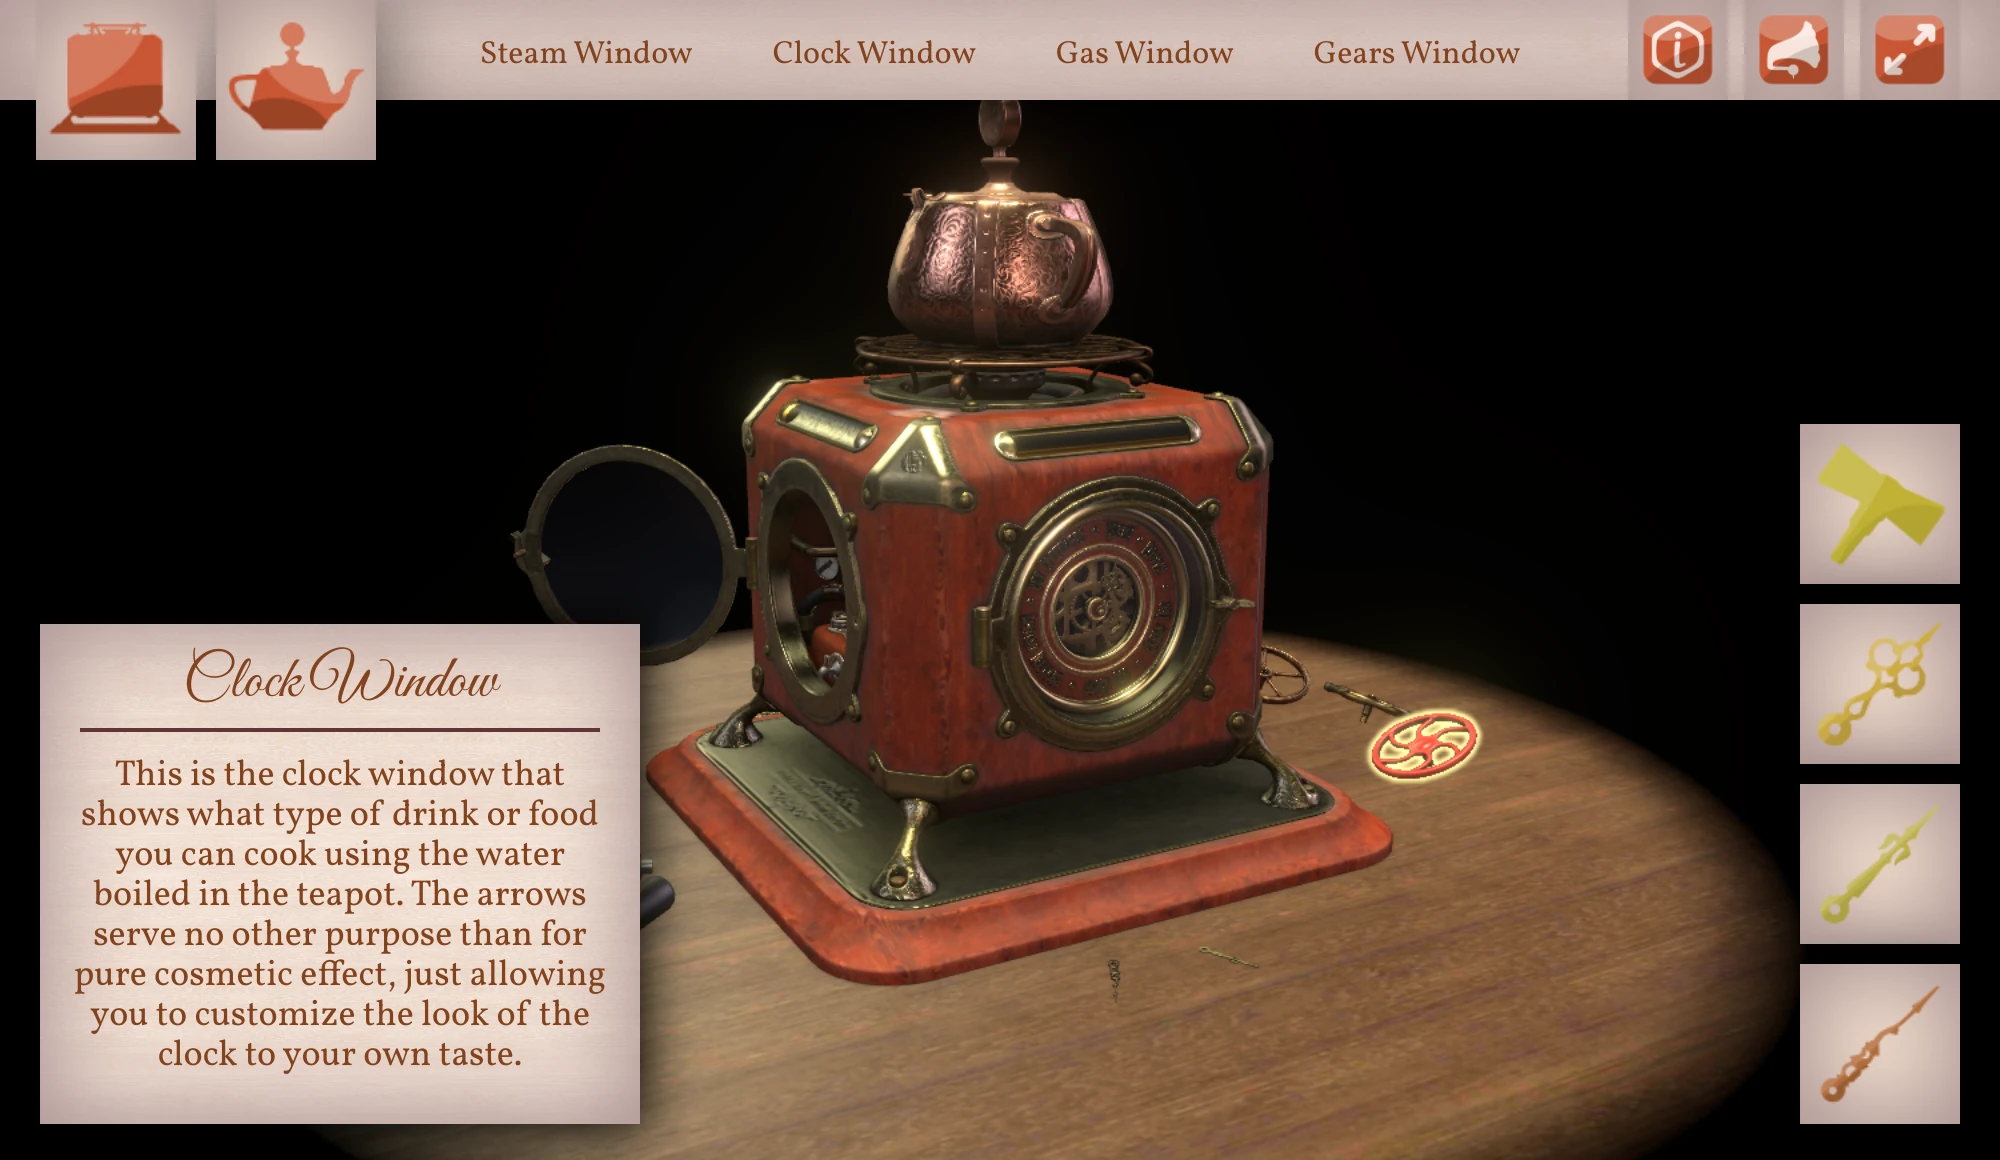 Steam Window
Clock Window
Gas Window
Gears Window
Clock Window
This is the clock window that
shows what type of drink or food
you can cook using the water
boiled in the teapot. The arrows
serve no other purpose than for
pure cosmetic effect, just allowing
you to customize the look of the
clock to your own taste.